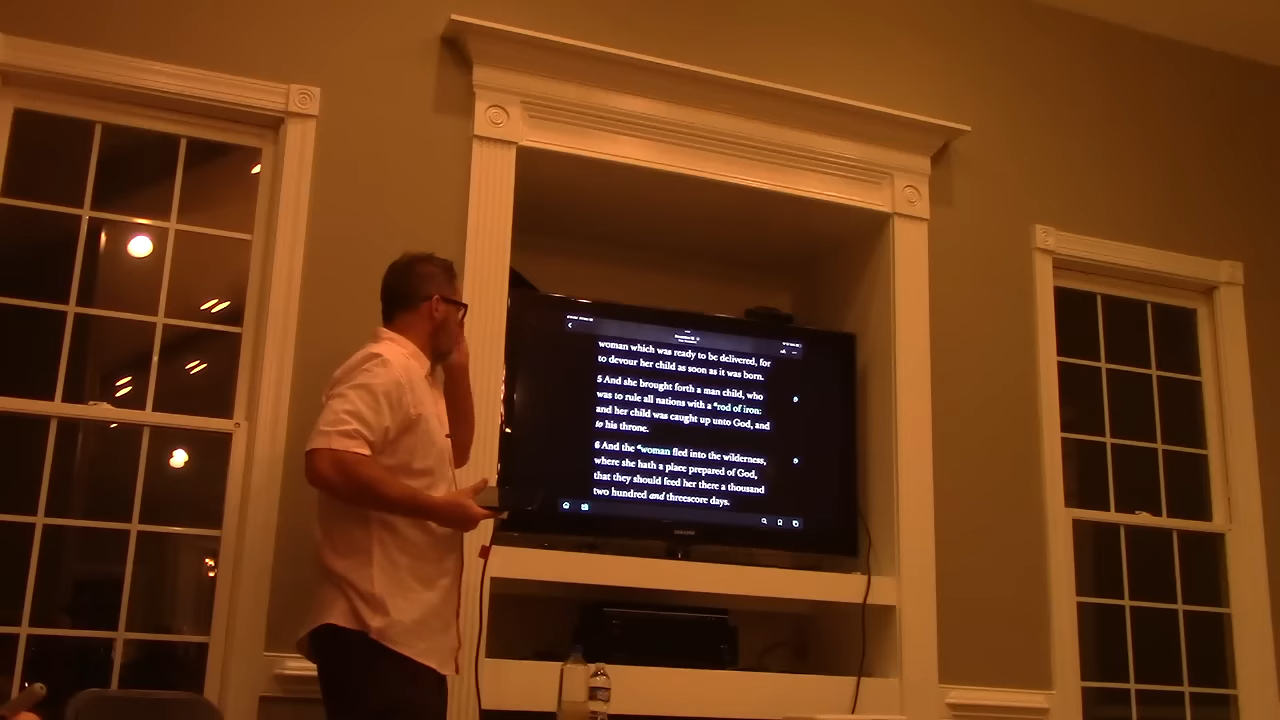 woman which was ready to be delivered, for
to devour her child as soon as it was born.
5 And she brought forth a man child, who
was to rule all nations with a *rod of iron:
and her child was caught up unto God, and
to his throne.
6 And the *woman fled into the wilderness,
where she hath a place prepared of God,
that they should feed her there a thousand
two hundred and threescore days.
SAMSUNG